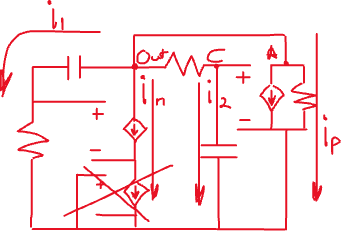 i1
Out
C
A
+
in
i2
+
+
-
-
+
ip